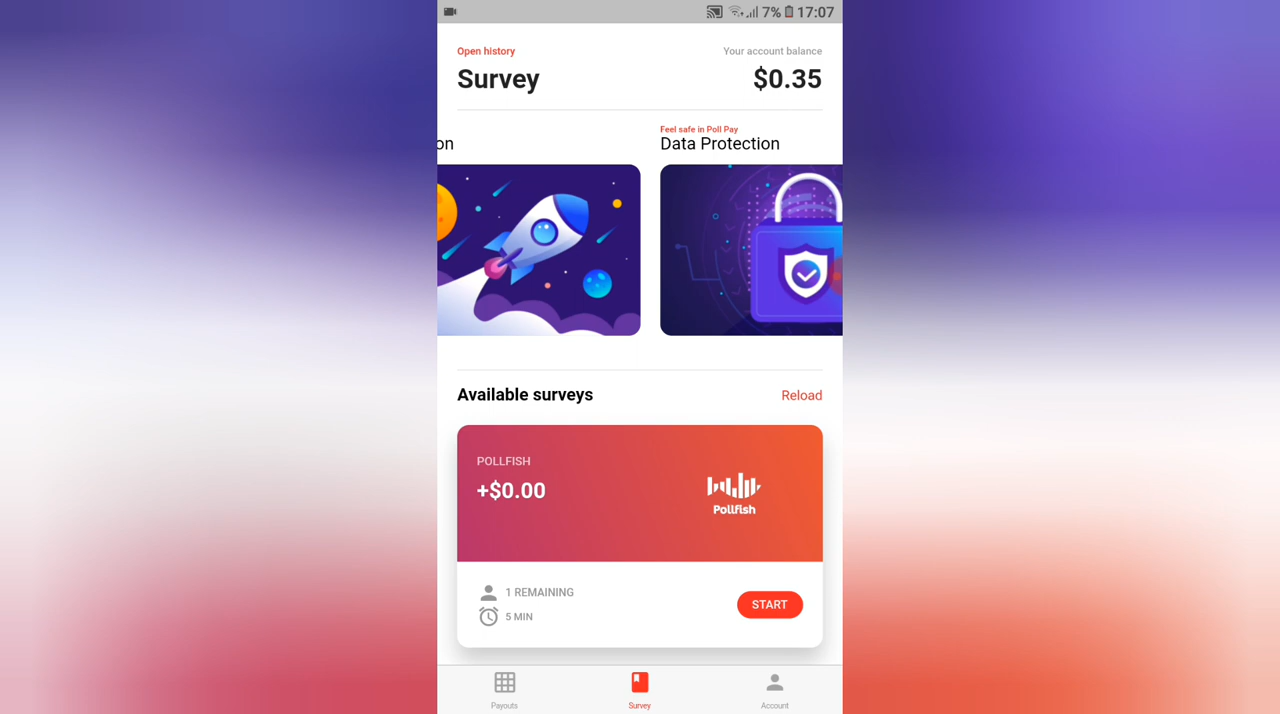 7% 17:07
Open history
Your account balance
Survey
$0.35
on
Feel safe in Poll Pay
Data Protection
Available surveys
Reload
POLLFISH
+$0.00
Pollfish
1 REMAINING
5 MIN
START
Payouts
Survey
Account